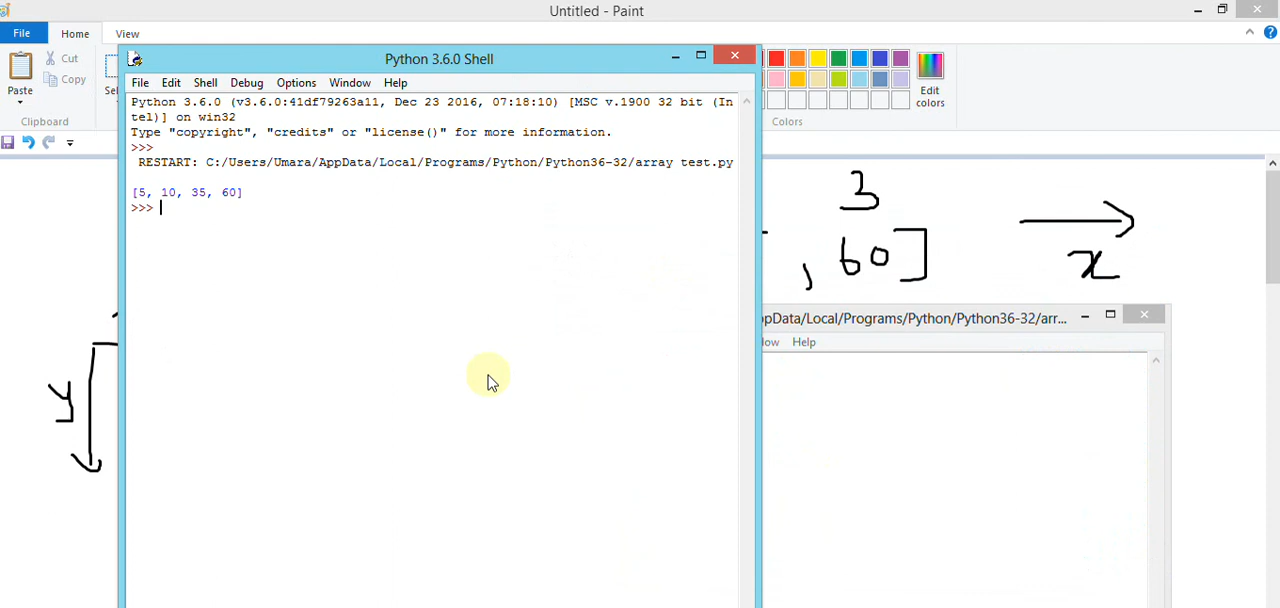 Untitled - Paint
File Home View
Paste
Cut
Copy
Clipboard
Edit colors
Colors
Python 3.6.0 Shell
File Edit Shell Debug Options Window Help
Python 3.6.0 (v3.6.0:41df79263a11, Dec 23 2016, 07:18:10) [MSC v.1900 32 bit (In
tel)] on win32
Type "copyright", "credits" or "license()" for more information.
>>>
RESTART: C:/Users/Umara/AppData/Local/Programs/Python/Python36-32/array test.py
[5, 10, 35, 60]
>>>
3
, 60]
x
y
ppData/Local/Programs/Python/Python36-32/arr...
Help